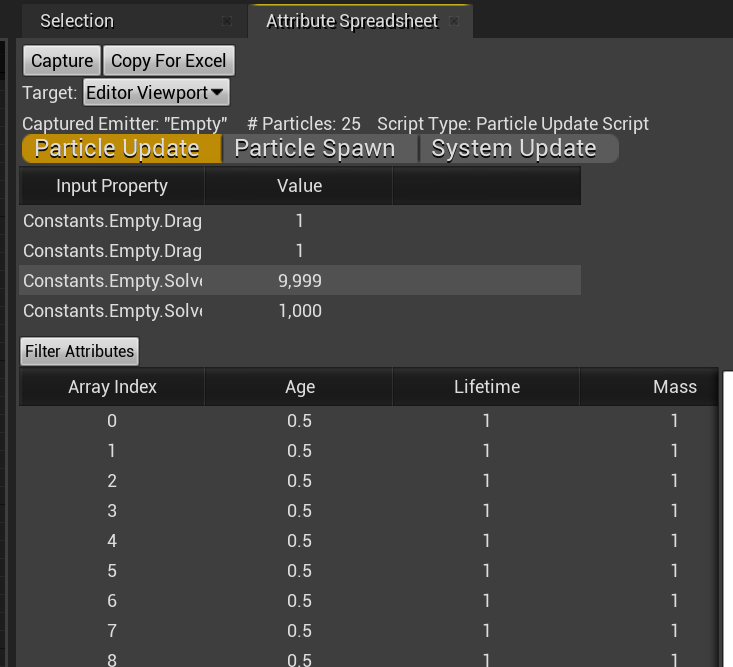 Selection Attribute Spreadsheet
Capture Copy For Excel
Target: Editor Viewport
Captured Emitter: "Empty" # Particles: 25 Script Type: Particle Update Script
Particle Update Particle Spawn System Update
Input Property Value
Constants.Empty.Drag 1
Constants.Empty.Drag 1
Constants.Empty.Solve 9,999
Constants.Empty.Solve 1,000
Filter Attributes
Array Index Age Lifetime Mass
0 0.5 1 1
1 0.5 1 1
2 0.5 1 1
3 0.5 1 1
4 0.5 1 1
5 0.5 1 1
6 0.5 1 1
7 0.5 1 1
8 0.5 1 1